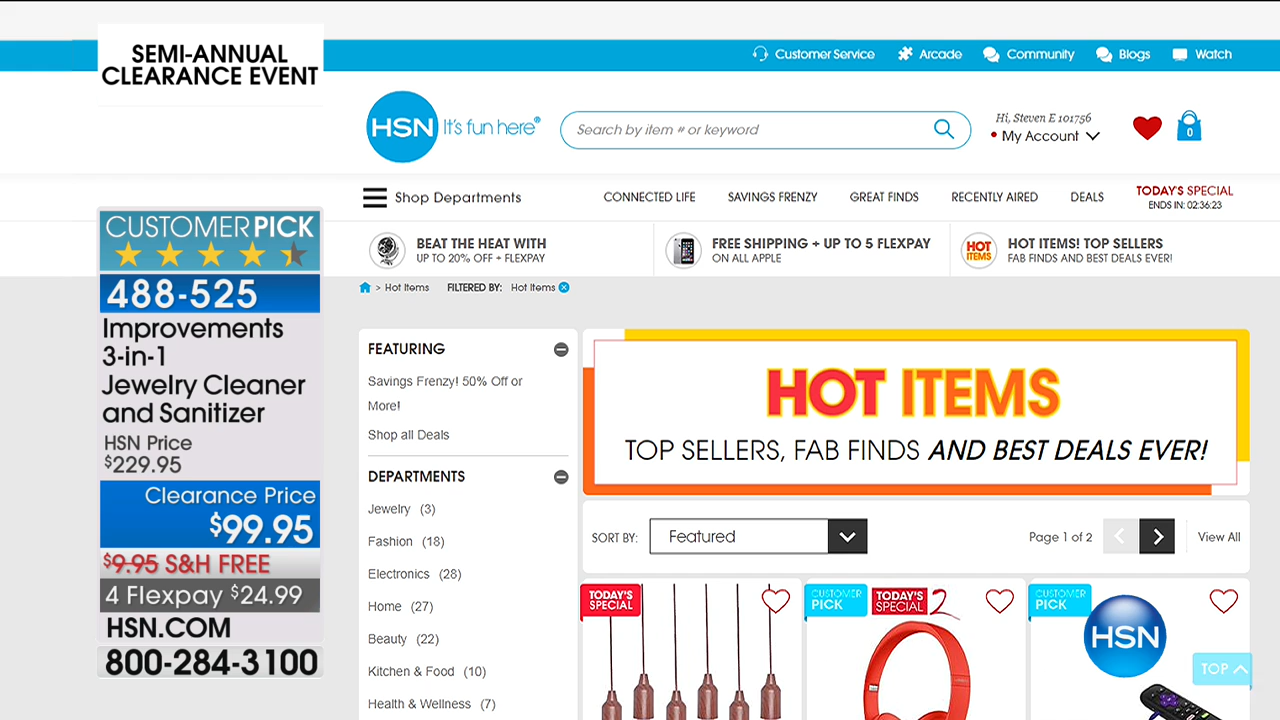 SEMI-ANNUAL
CLEARANCE EVENT
Customer Service
Arcade
Community
Blogs
Watch
HSN It's fun here®
Search by item # or keyword
Hi, Steven E 101756
My Account
0
Shop Departments
CONNECTED LIFE
SAVINGS FRENZY
GREAT FINDS
RECENTLY AIRED
DEALS
TODAY'S SPECIAL
ENDS IN: 02:36:23
BEAT THE HEAT WITH
UP TO 20% OFF + FLEXPAY
FREE SHIPPING + UP TO 5 FLEXPAY
ON ALL APPLE
HOT
ITEMS
HOT ITEMS! TOP SELLERS
FAB FINDS AND BEST DEALS EVER!
> Hot Items FILTERED BY: Hot Items
CUSTOMER PICK
488-525
Improvements
3-in-1
Jewelry Cleaner
and Sanitizer
HSN Price
$229.95
Clearance Price
$99.95
$9.95 S&H FREE
4 Flexpay $24.99
HSN.COM
800-284-3100
FEATURING
Savings Frenzy! 50% Off or
More!
Shop all Deals
DEPARTMENTS
Jewelry (3)
Fashion (18)
Electronics (28)
Home (27)
Beauty (22)
Kitchen & Food (10)
Health & Wellness (7)
HOT ITEMS
TOP SELLERS, FAB FINDS AND BEST DEALS EVER!
SORT BY: Featured
Page 1 of 2
View All
TODAY'S
SPECIAL
CUSTOMER
PICK
TODAY'S
SPECIAL 2
CUSTOMER
PICK
HSN
TOP